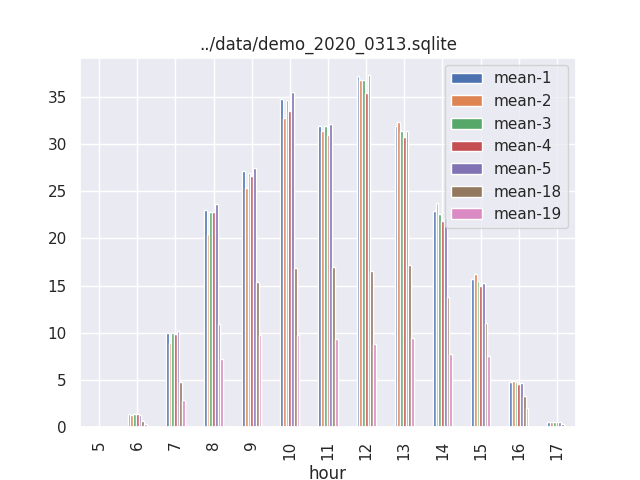 ../data/demo_2020_0313.sqlite
mean-1
mean-2
mean-3
mean-4
mean-5
mean-18
mean-19
35
30
25
20
15
10
5
0
5 6 7 8 9 10 11 12 13 14 15 16 17
hour